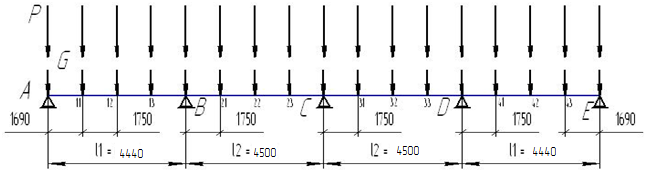 P
G
A 11 12 13 B 21 22 23 C 31 32 33 D 41 42 43 E
1690 1750 1750 1750 1750 1690
l1 = 4440 l2 = 4500 l2 = 4500 l1 = 4440